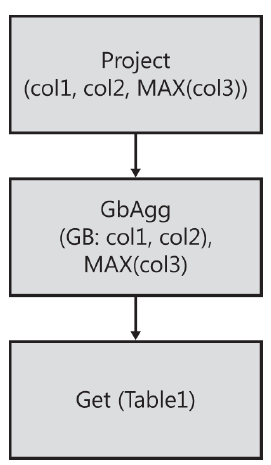 Project
(col1, col2, MAX(col3))
GbAgg
(GB: col1, col2),
MAX(col3)
Get (Table1)